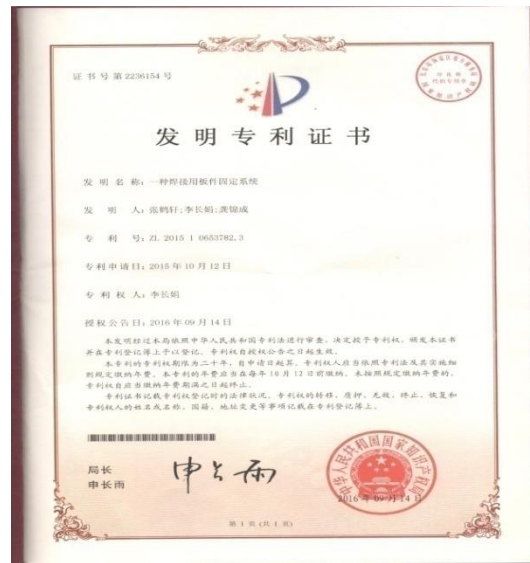 证书号第2236154号
发明专利证书
发明名称：一种焊接用板件固定系统
发明人：张鹤轩;李长娟;龚锦成
专利号：ZL 2015 1 0653782.3
专利申请日：2015年10月12日
专利权人：李长娟
授权公告日：2016年09月14日
本发明经过本局依照中华人民共和国专利法进行审查，决定授予专利权，颁发本证书
并在专利登记簿上予以登记。专利权自授权公告之日起生效。
本专利的专利权期限为二十年，自申请日起算。专利权人应当依照专利法及其实施细
则规定缴纳年费。本专利的年费应当在每年10月12日前缴纳。未按照规定缴纳年费的，
专利权自应当缴纳年费期满之日起终止。
专利证书记载专利权登记时的法律状况。专利权的转移、质押、无效、终止、恢复和
专利权人的姓名或名称、国籍、地址变更等事项记载在专利登记簿上。
局长
申长雨
申长雨
中华人民共和国国家知识产权局
2016年09月14日
第1页(共1页)